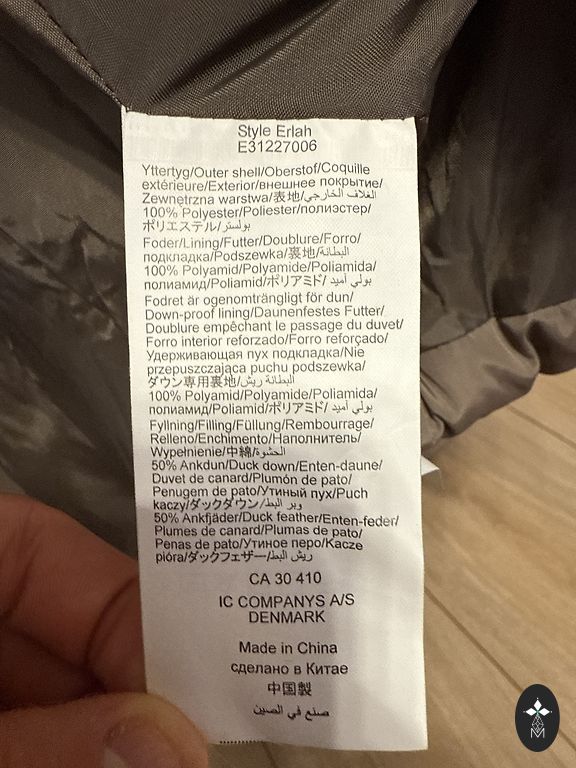 Style Erlah
E31227006
Yttertyg/Outer shell/Oberstof/Coquille
extérieure/Exterior/внешнее покрытие/
Zewnętrzna warstwa/表地/الغلاف الخارجي/
100% Polyester/Poliester/полиэстер/
ポリエステル/بولستر
Foder/Lining/Futter/Doublure/Forro/
подкладка/Podszewka/裏地/البطانة/
100% Polyamid/Polyamide/Poliamida/
полиамид/Poliamid/ポリアミド/بولي أميد
Fodret är ogenomträngligt för dun/
Down-proof lining/Daunenfestes Futter/
Doublure empêchant le passage du duvet/
Forro interior reforzado/Forro reforçado/
Удерживающая пух подкладка/Nie
przepuszczająca puchu podszewka/
ダウン専用裏地/البطانة ريش/
100% Polyamid/Polyamide/Poliamida/
полиамид/Poliamid/ポリアミド/بولي أميد
Fyllning/Filling/Füllung/Rembourrage/
Relleno/Enchimento/Наполнитель/
Wypełnienie/中綿/الحشوة/
50% Ankdun/Duck down/Enten-daune/
Duvet de canard/Plumón de pato/
Penugem de pato/Утиный пух/Puch
kaczy/ダックダウン/وبر البط/
50% Ankfjäder/Duck feather/Enten-feder/
Plumes de canard/Plumas de pato/
Penas de pato/Утиное перо/Kacze
pióra/ダックフェザー/ريش البط/
CA 30 410
IC COMPANYS A/S
DENMARK
Made in China
сделано в Китае
中国製
صنع في الصين